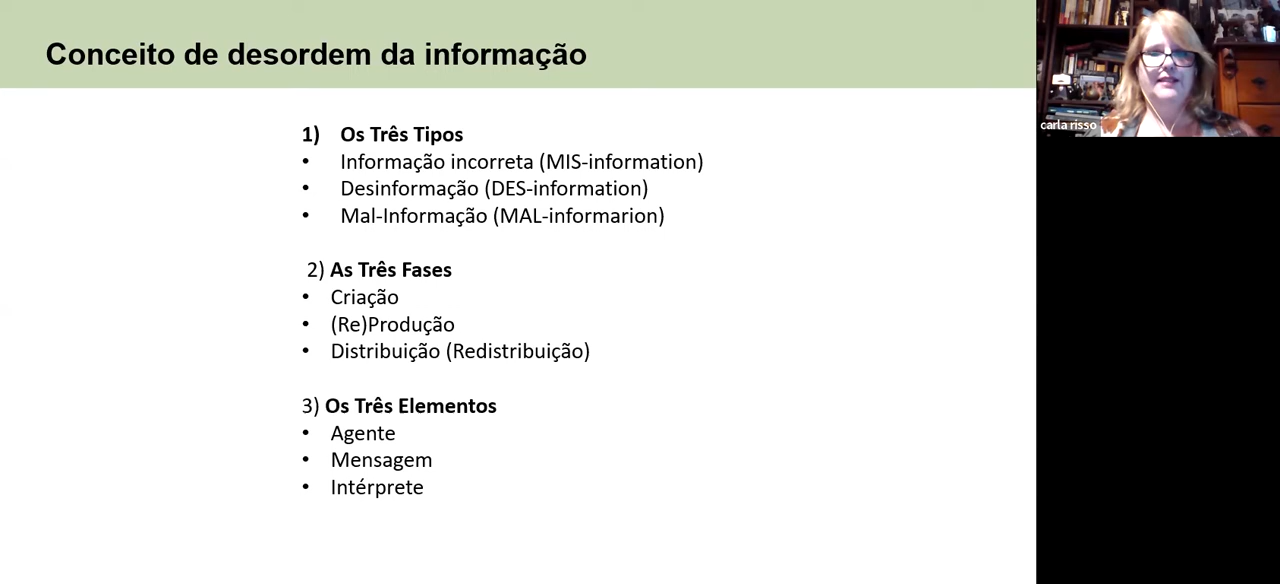 Conceito de desordem da informação
1) Os Três Tipos
• Informação incorreta (MIS-information)
• Desinformação (DES-information)
• Mal-Informação (MAL-informarion)
2) As Três Fases
• Criação
• (Re)Produção
• Distribuição (Redistribuição)
3) Os Três Elementos
• Agente
• Mensagem
• Intérprete
carla risso